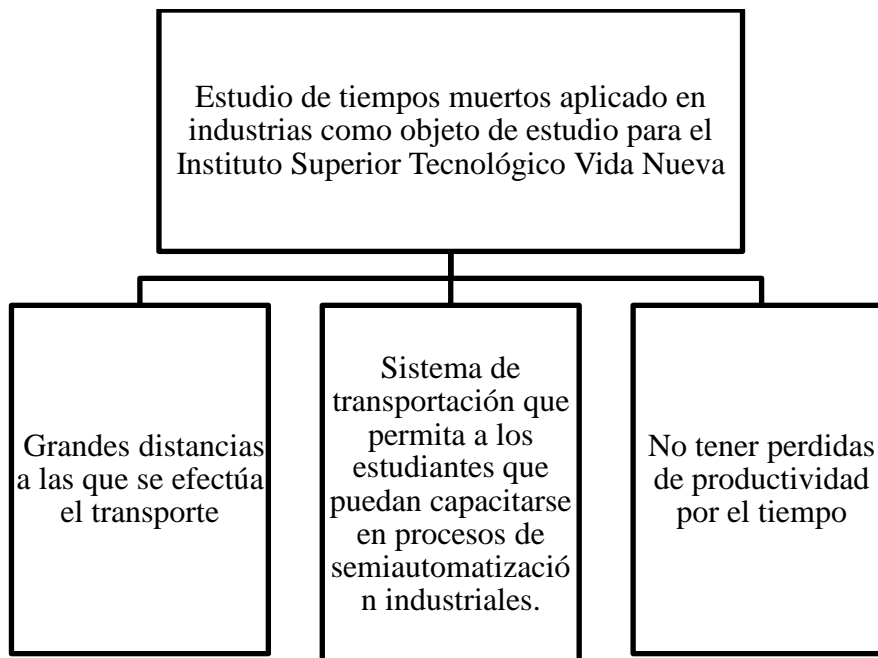 Estudio de tiempos muertos aplicado en
industrias como objeto de estudio para el
Instituto Superior Tecnológico Vida Nueva
Grandes distancias
a las que se efectúa
el transporte
Sistema de
transportación que
permita a los
estudiantes que
puedan capacitarse
en procesos de
semiautomatizació
n industriales.
No tener perdidas
de productividad
por el tiempo